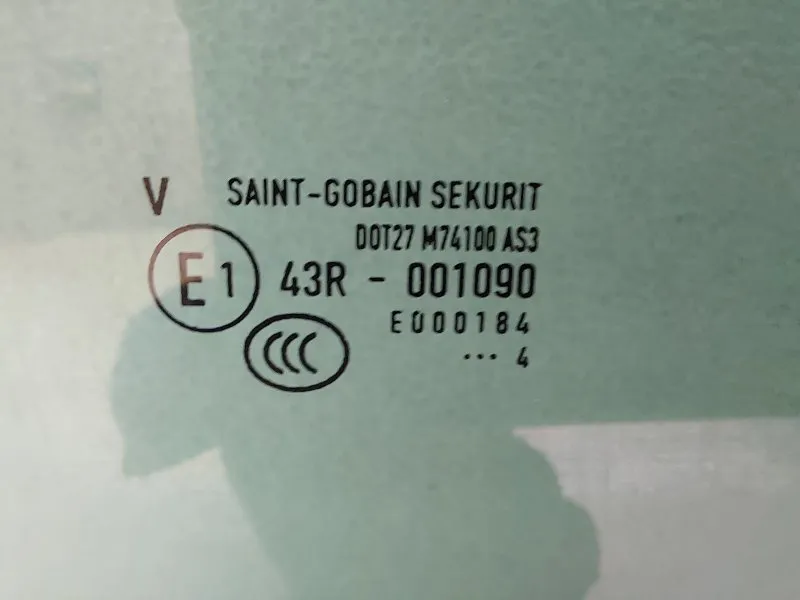 V SAINT-GOBAIN SEKURIT
DOT27 M74100 AS3
E1 43R - 001090
E000184
CCC ... 4